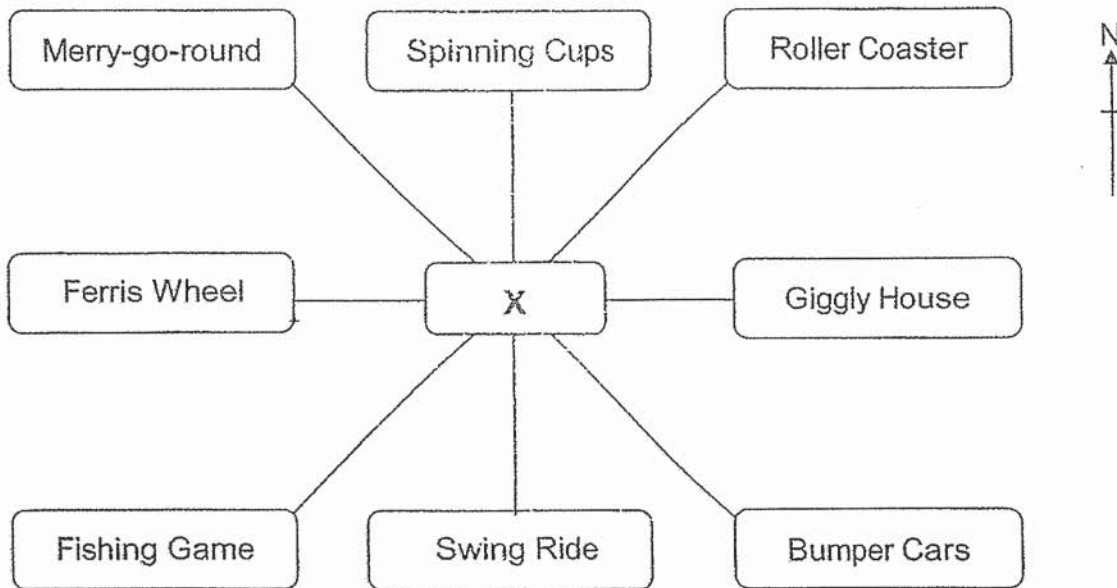 Merry-go-round
Spinning Cups
Roller Coaster
N
Ferris Wheel
X
Giggly House
Fishing Game
Swing Ride
Bumper Cars